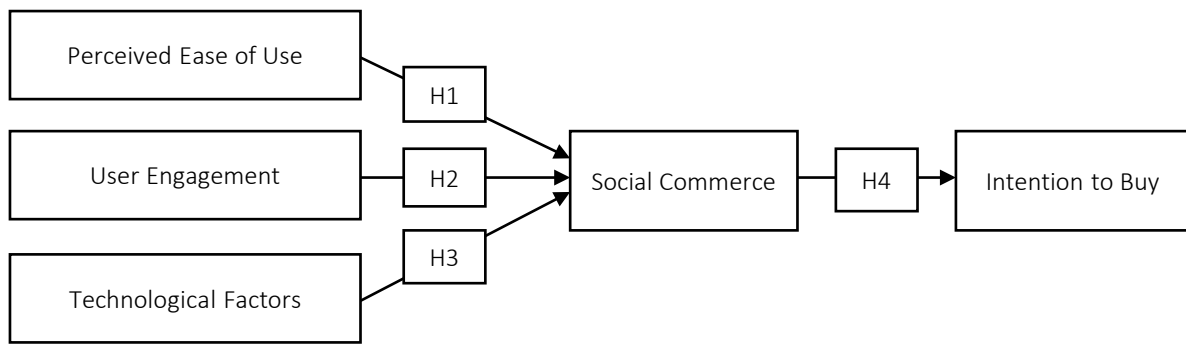 Perceived Ease of Use
H1
User Engagement
H2
Social Commerce
H4
Intention to Buy
H3
Technological Factors